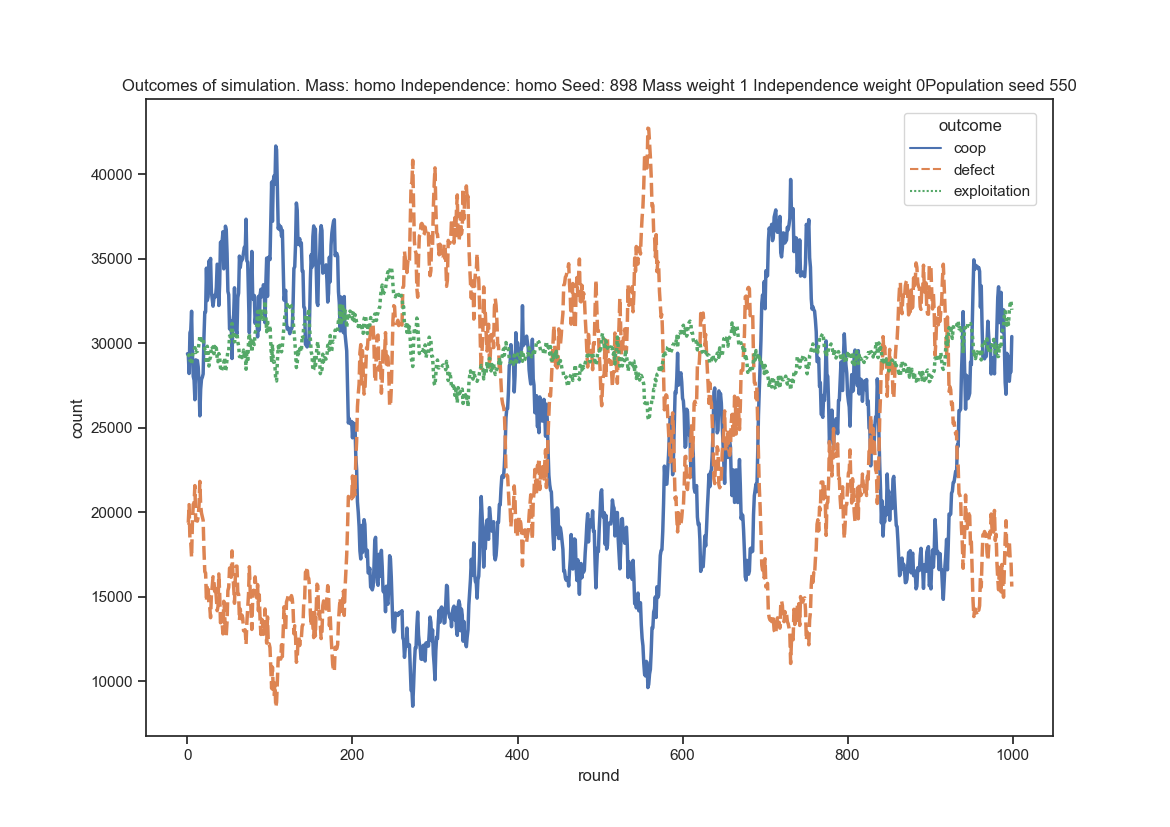 Outcomes of simulation. Mass: homo Independence: homo Seed: 898 Mass weight 1 Independence weight 0Population seed 550
outcome
coop
defect
exploitation
40000
35000
30000
25000
20000
15000
10000
count
0
200
400
600
800
1000
round